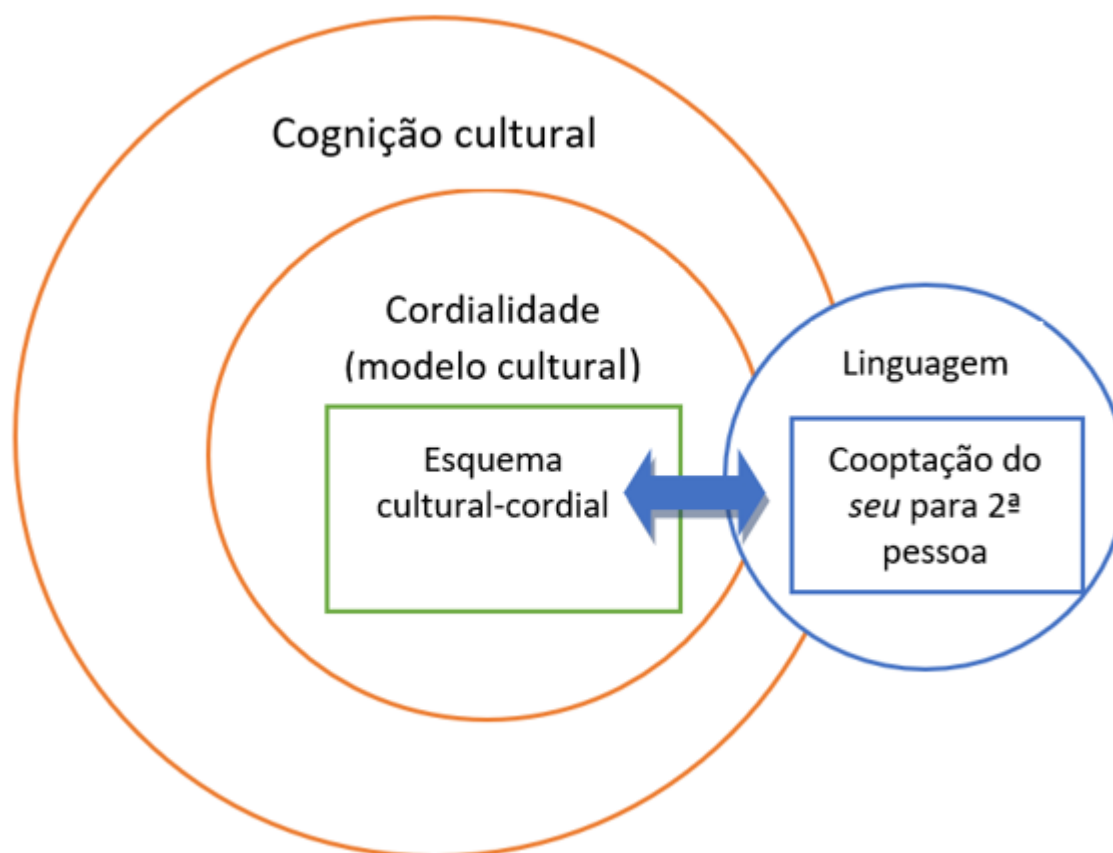 Cognição cultural
Cordialidade
(modelo cultural)
Esquema
cultural-cordial
Linguagem
Cooptação do
seu para 2ª
pessoa